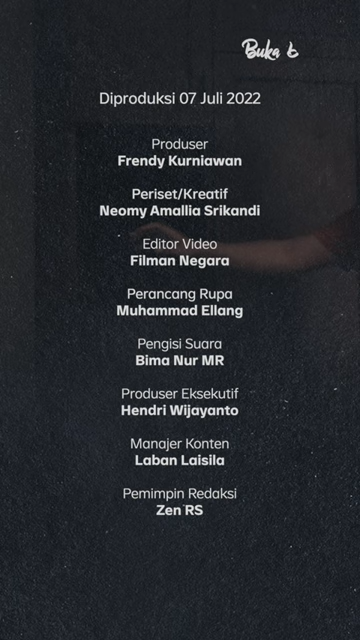 Buka b
Diproduksi 07 Juli 2022
Produser
Frendy Kurniawan
Periset/Kreatif
Neomy Amallia Srikandi
Editor Video
Filman Negara
Perancang Rupa
Muhammad Ellang
Pengisi Suara
Bima Nur MR
Produser Eksekutif
Hendri Wijayanto
Manajer Konten
Laban Laisila
Pemimpin Redaksi
Zen RS